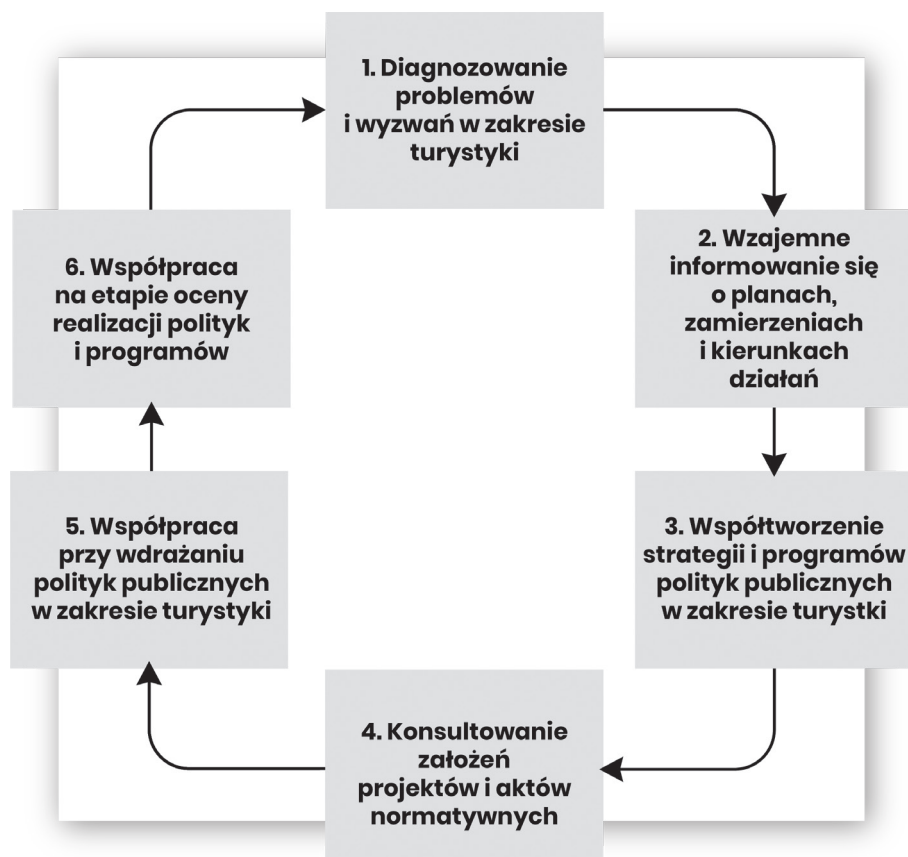 1. Diagnozowanie
problemów
i wyzwań w zakresie
turystyki
2. Wzajemne
informowanie się
o planach,
zamierzeniach
i kierunkach
działań
3. Współtworzenie
strategii i programów
polityk publicznych
w zakresie turystki
4. Konsultowanie
założeń
projektów i aktów
normatywnych
5. Współpraca
przy wdrażaniu
polityk publicznych
w zakresie turystyki
6. Współpraca
na etapie oceny
realizacji polityk
i programów